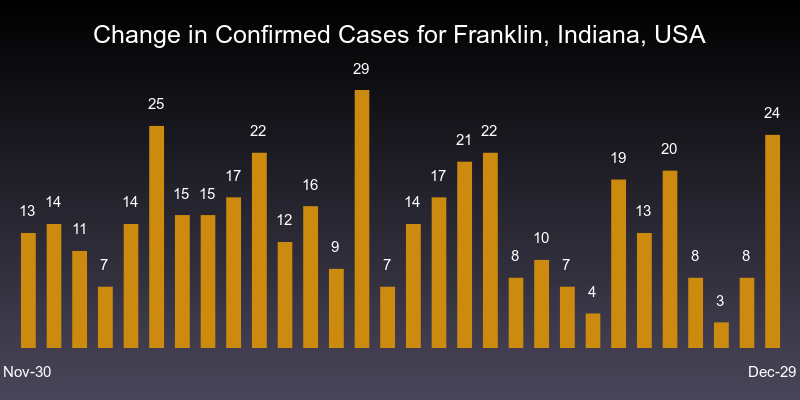 Change in Confirmed Cases for Franklin, Indiana, USA
13 14 11 7 14 25 15 15 17 22 12 16 9 29 7 14 17 21 22 8 10 7 4 19 13 20 8 3 8 24
Nov-30 Dec-29